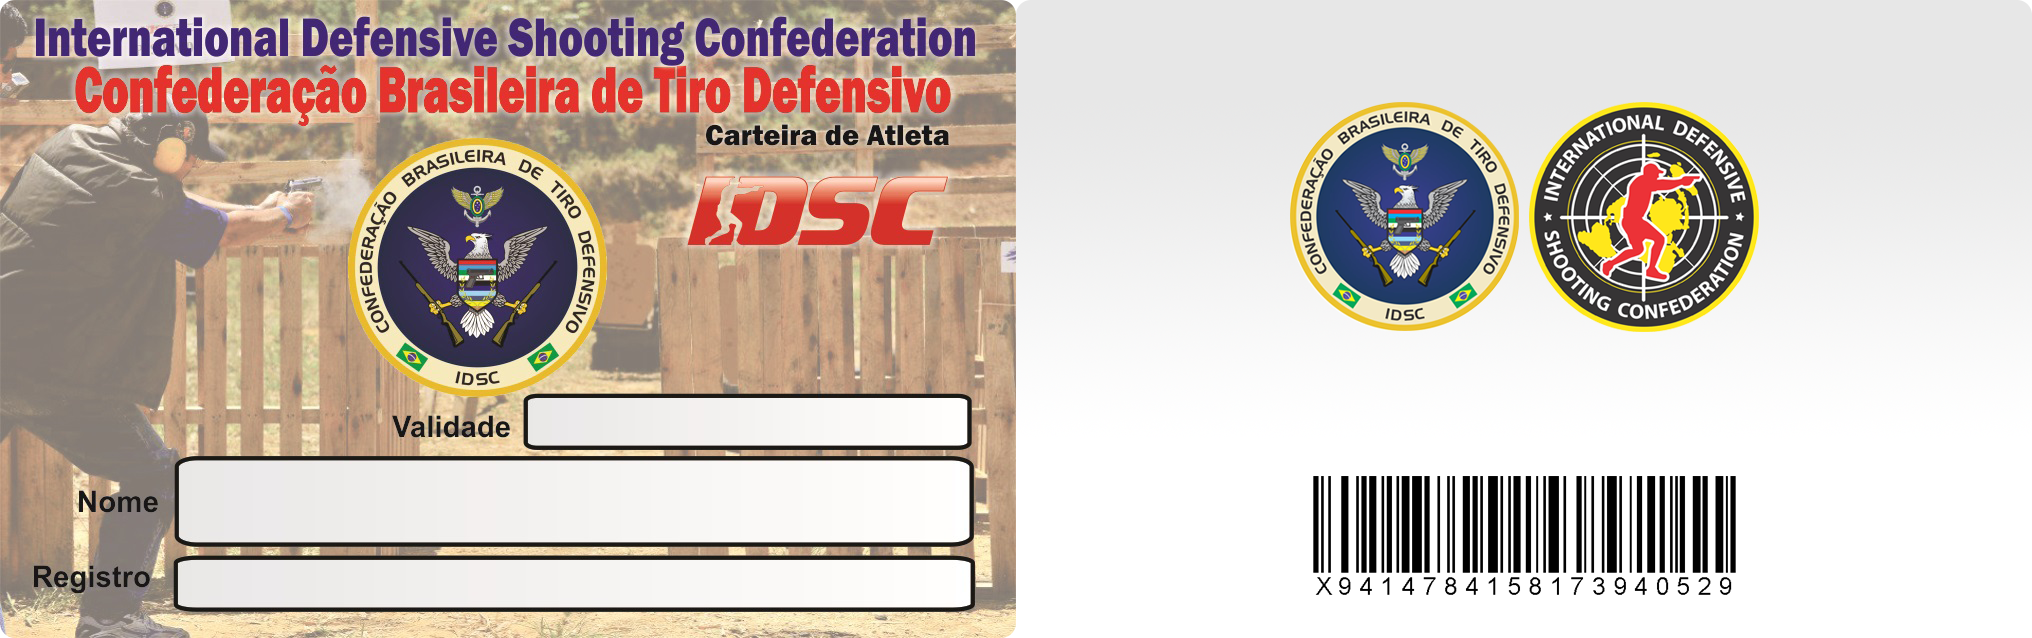 International Defensive Shooting Confederation
Confederação Brasileira de Tiro Defensivo
Carteira de Atleta
CONFEDERAÇÃO BRASILEIRA DE TIRO DEFENSIVO
IDSC
IDSC
Validade
Nome
Registro
CONFEDERAÇÃO BRASILEIRA DE TIRO DEFENSIVO
IDSC
INTERNATIONAL DEFENSIVE
SHOOTING CONFEDERATION
X9414784158173940529